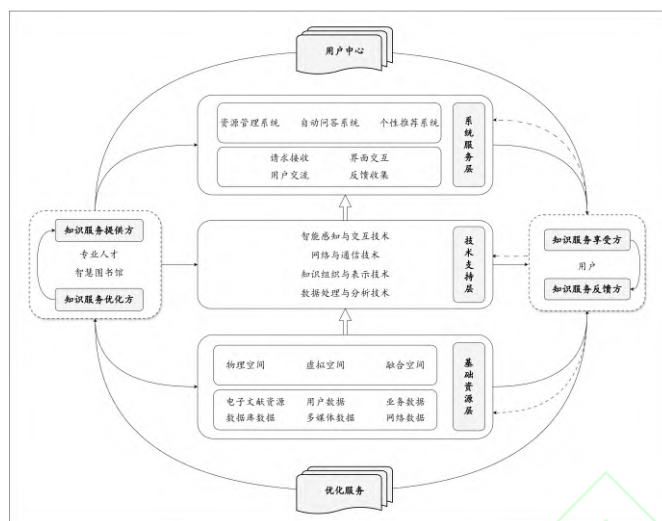 用户中心
资源管理系统 自动问答系统 个性推荐系统
请求接收 界面交互
用户交流 反馈收集
系统服务层
知识服务提供方
专业人才
智慧图书馆
知识服务优化方
智能感知与交互技术
网络与通信技术
知识组织与表示技术
数据处理与分析技术
技术支持层
知识服务享受方
用户
知识服务反馈方
物理空间 虚拟空间 融合空间
电子文献资源 用户数据 业务数据
数据库数据 多媒体数据 网络数据
基础资源层
优化服务